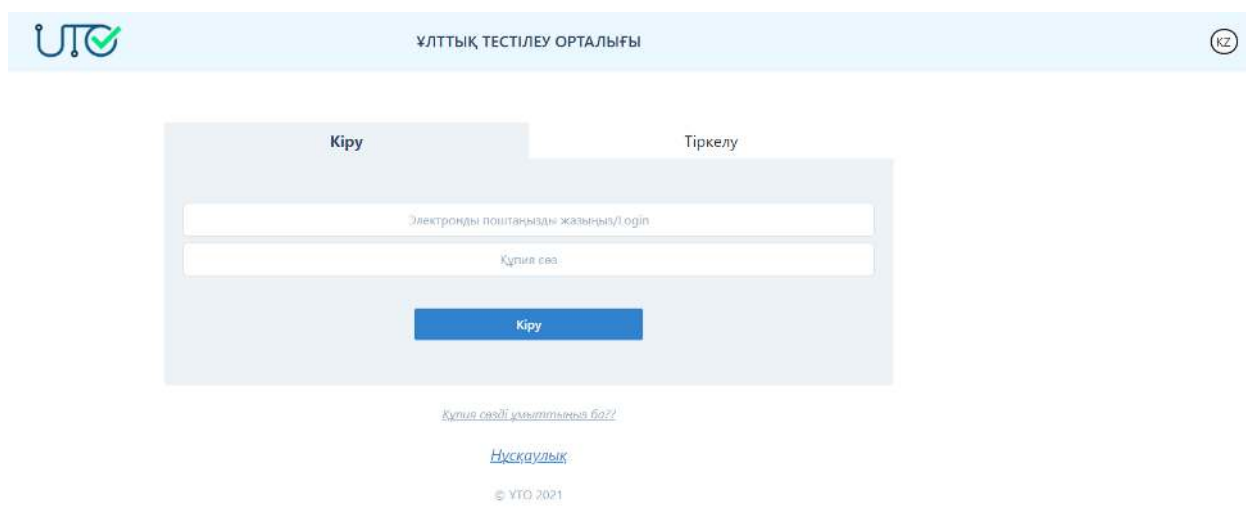 ҰТО
ҰЛТТЫҚ ТЕСТІЛЕУ ОРТАЛЫҒЫ
KZ
Кіру
Тіркелу
Электронды поштаңызды жазыңыз/Login
Құпия сөз
Кіру
Құпия сөзді ұмыттыңыз ба??
Нұсқаулық
© ҰТО 2021